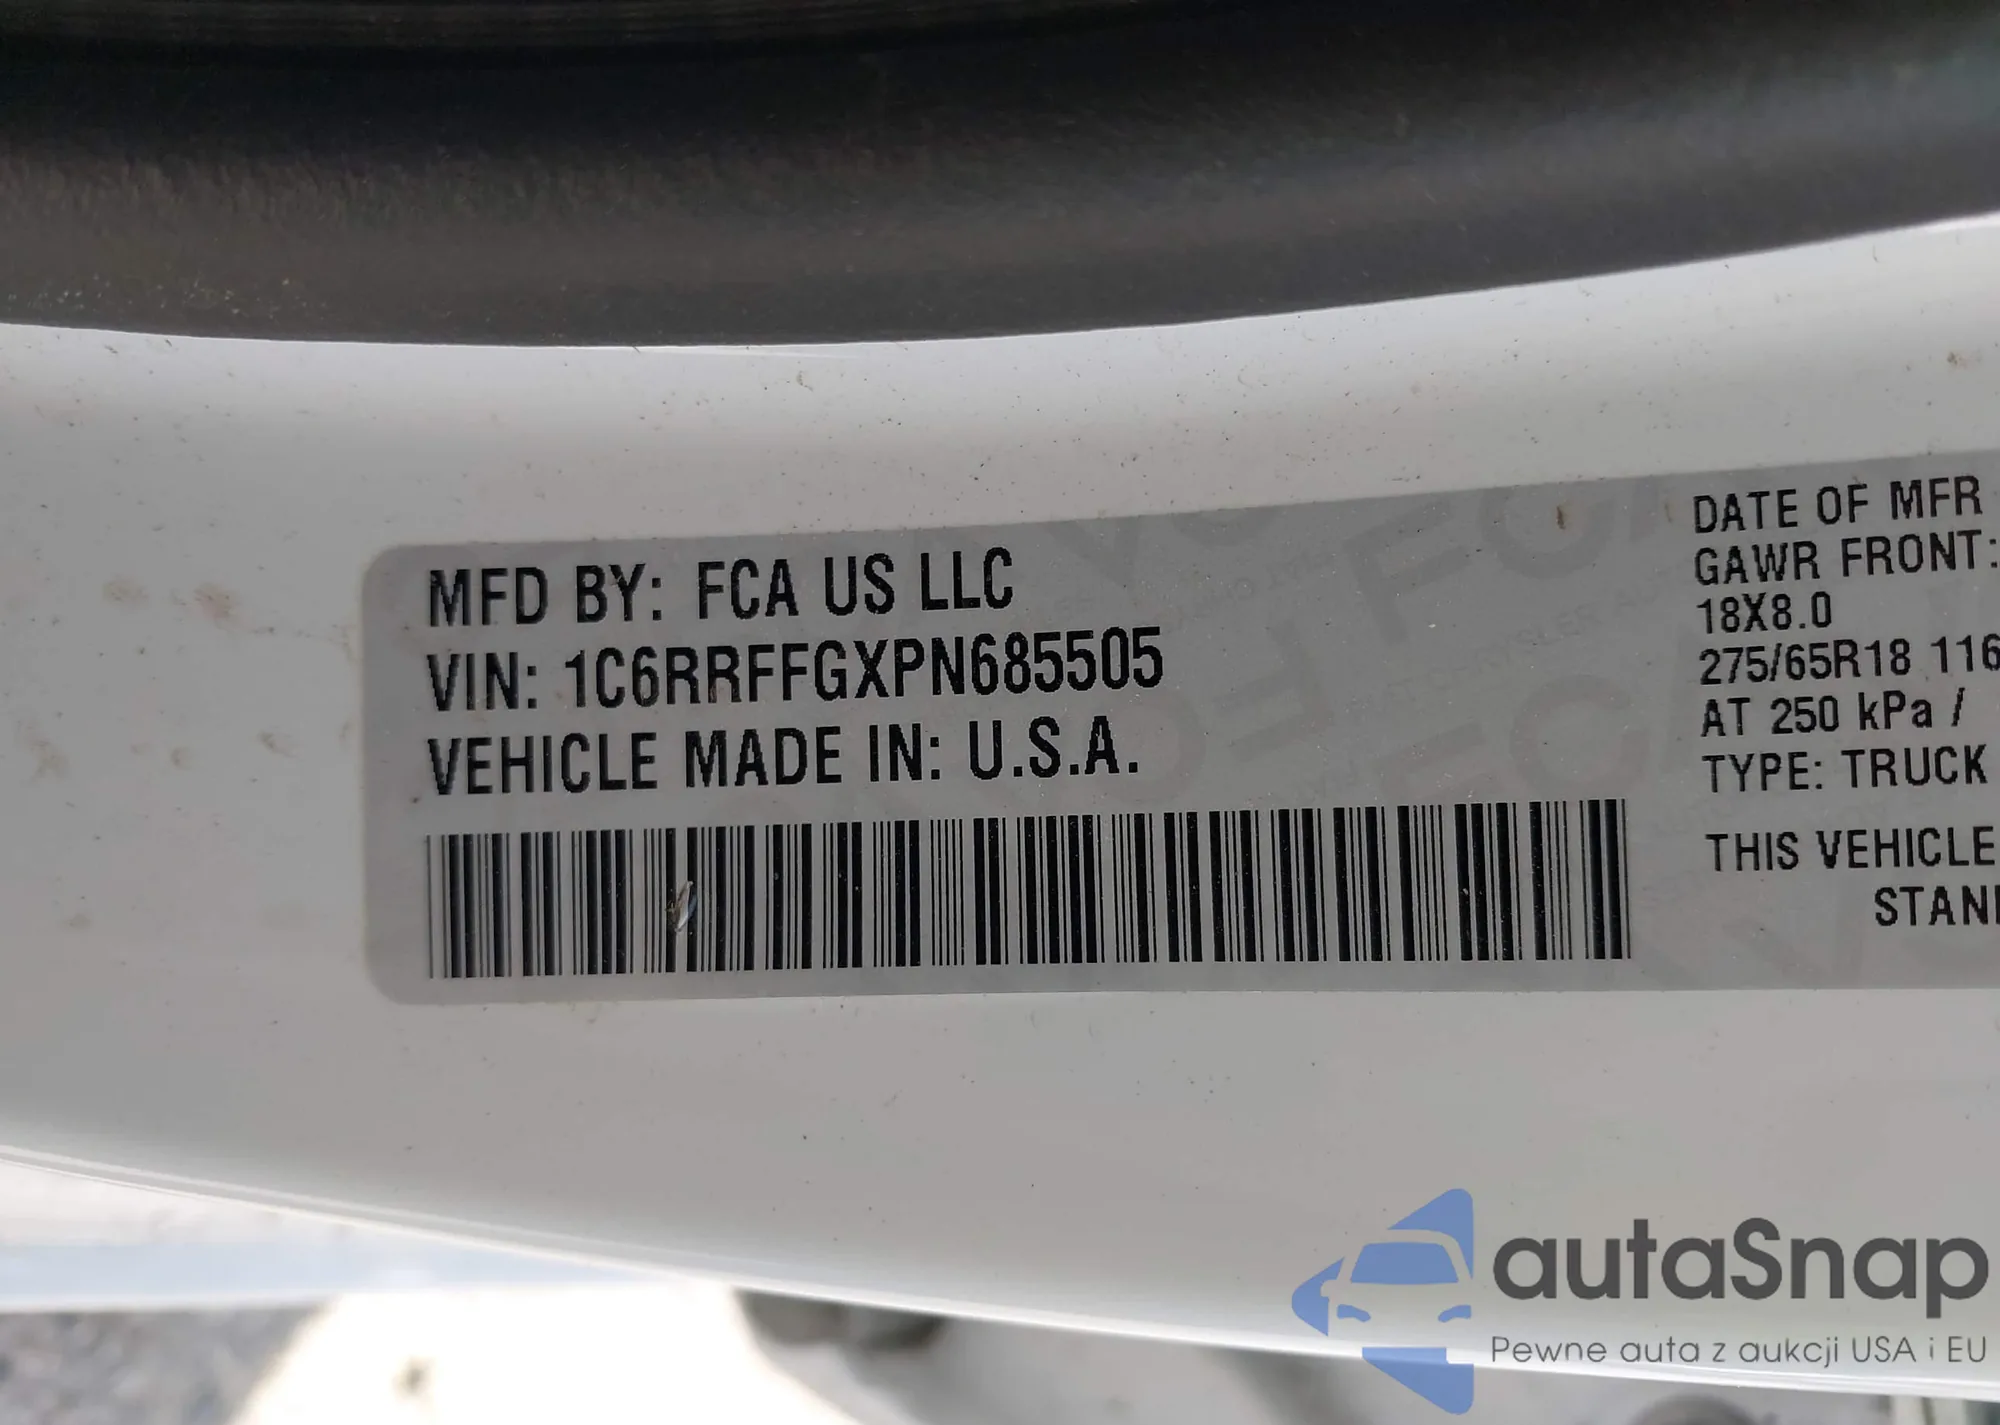 MFD BY: FCA US LLC
VIN: 1C6RRFFGXPN685505
VEHICLE MADE IN: U.S.A.
DATE OF MFR
GAWR FRONT:
18X8.0
275/65R18 116
AT 250 kPa /
TYPE: TRUCK
THIS VEHICLE
autaSnap
Pewne auta z aukcji USA i EU